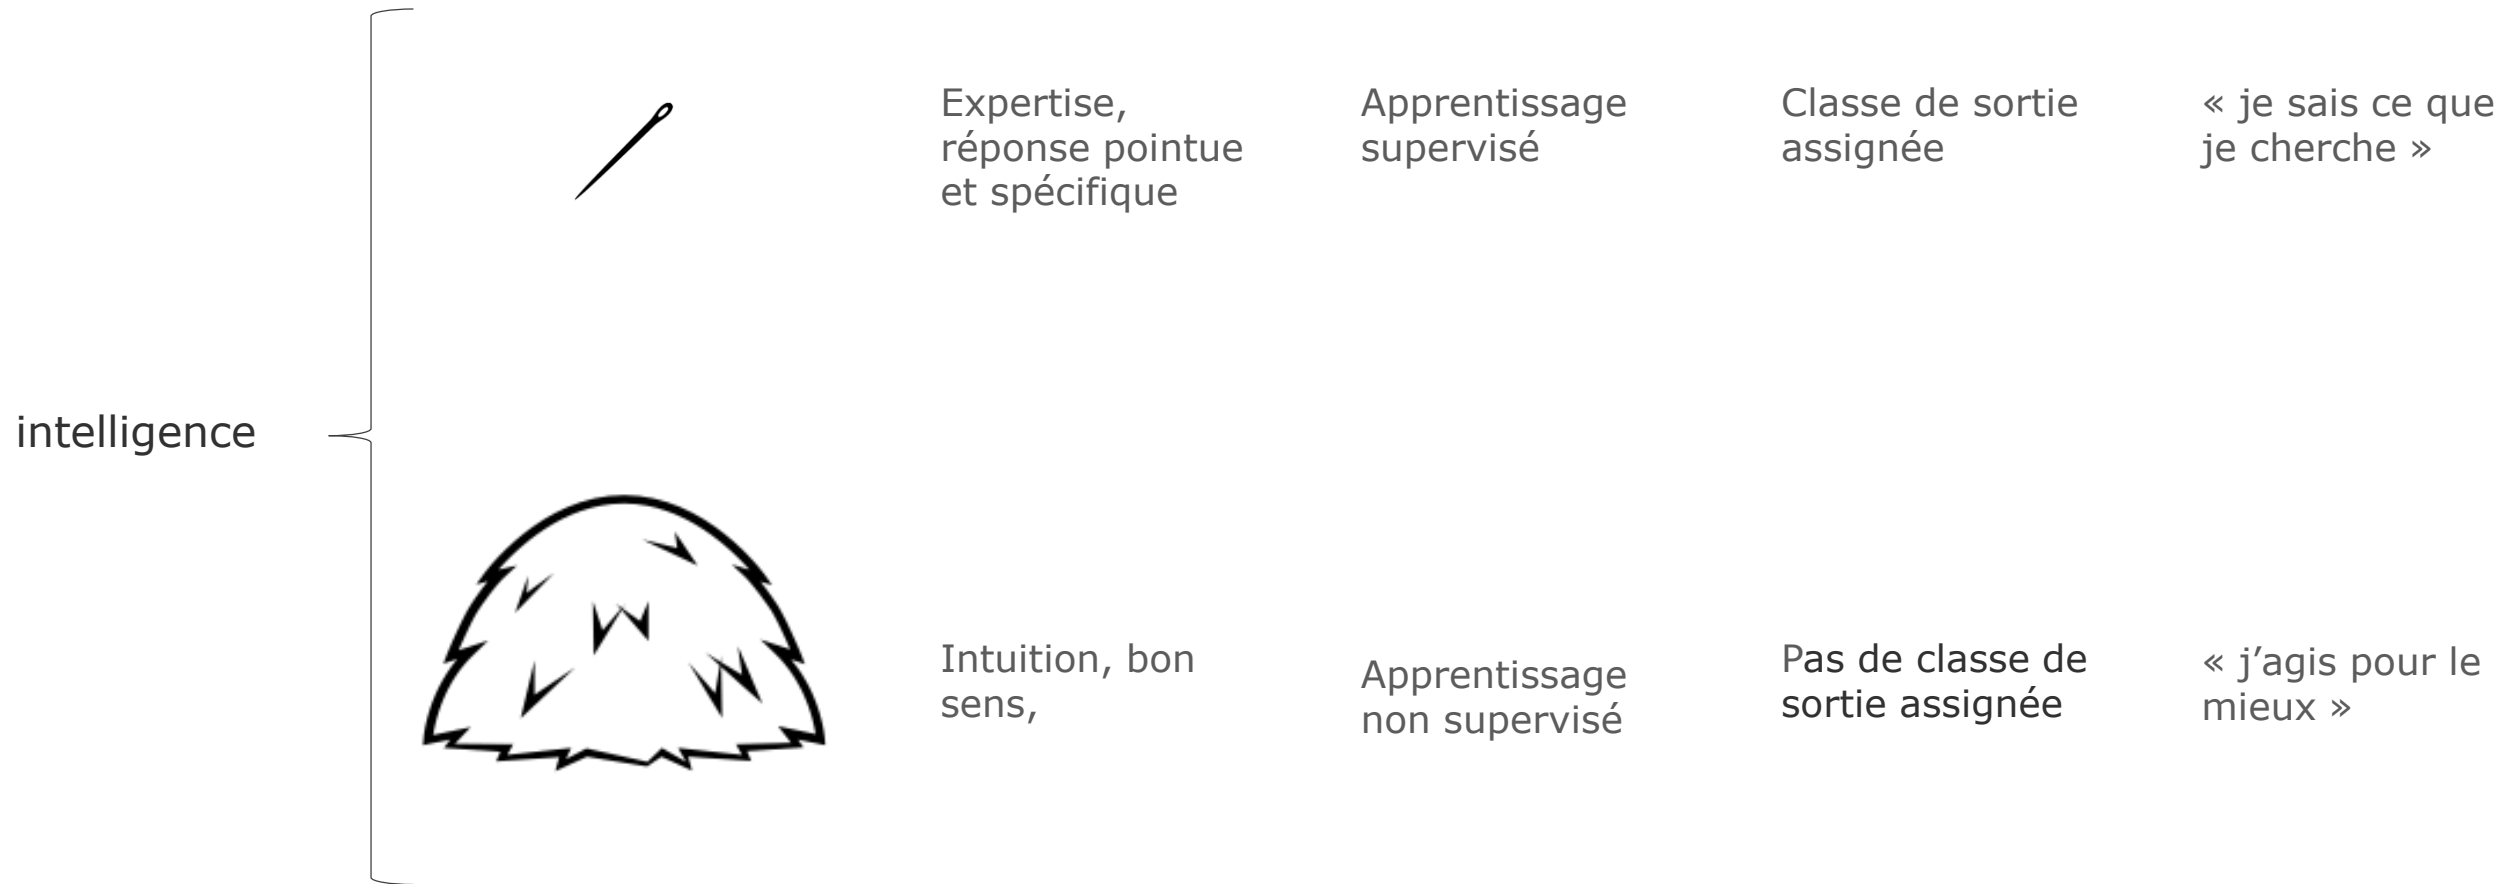 Expertise,
réponse pointue
et spécifique
Apprentissage
supervisé
Classe de sortie
assignée
« je sais ce que
je cherche »
intelligence
Intuition, bon
sens,
Apprentissage
non supervisé
Pas de classe de
sortie assignée
« j’agis pour le
mieux »